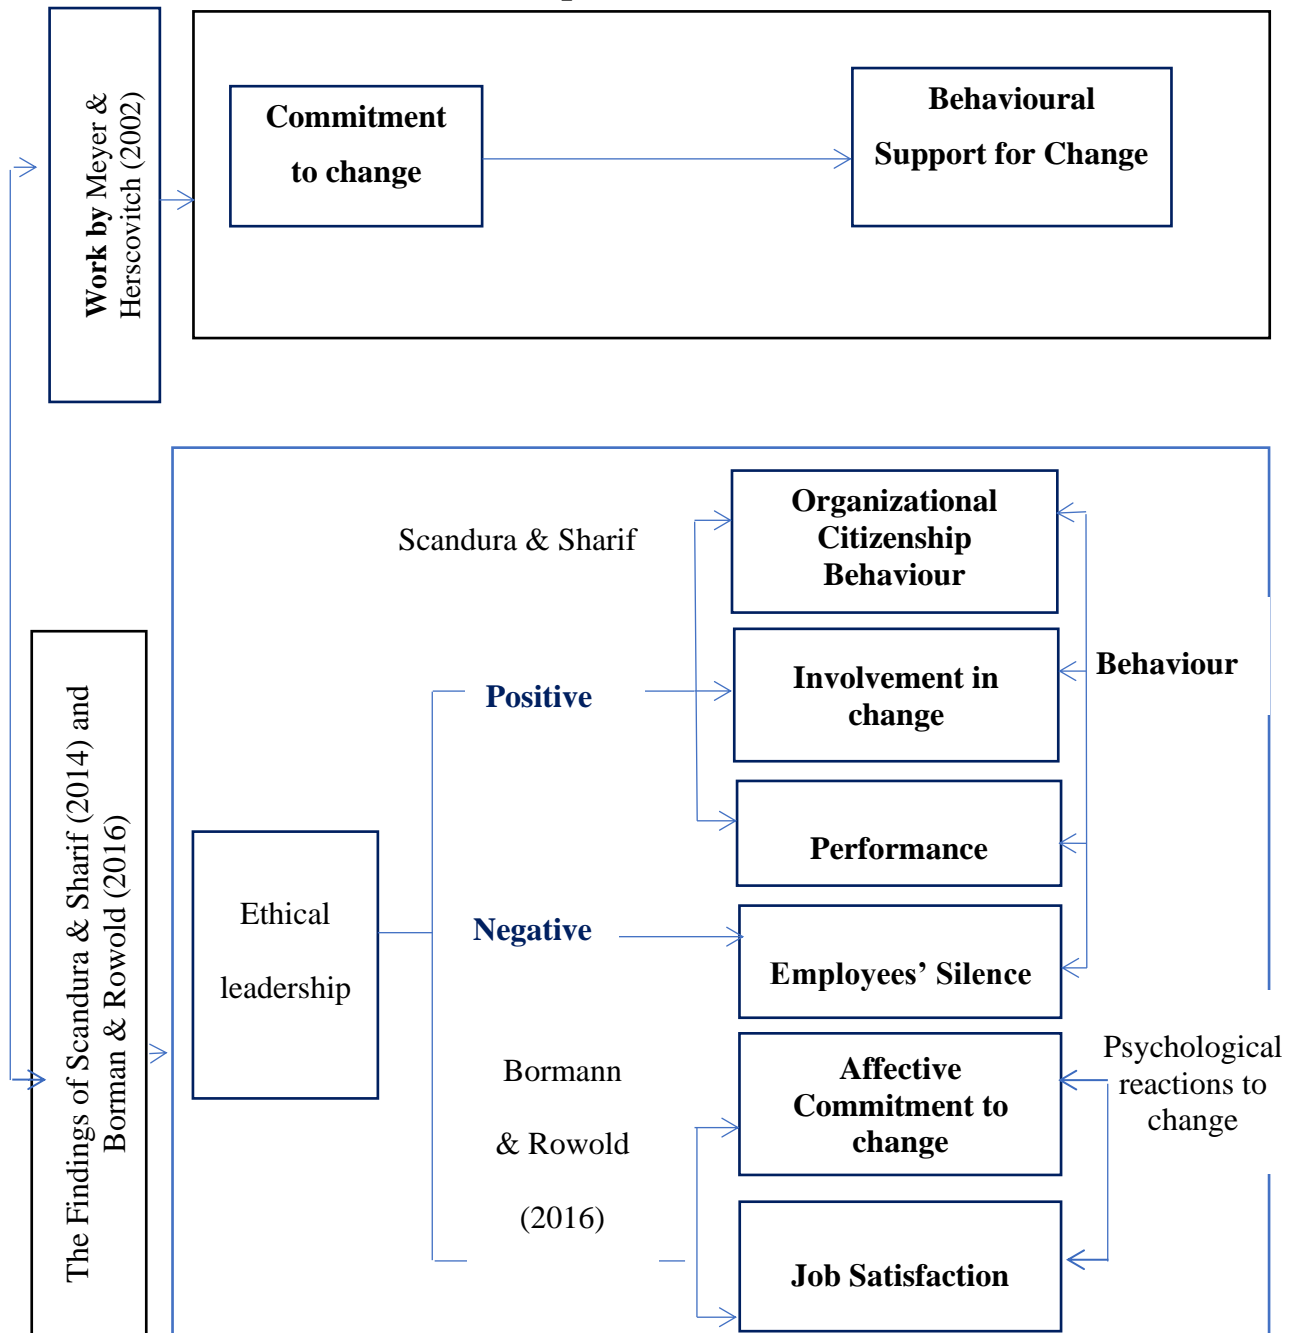 Work by Meyer &
Herscovitch (2002)
Commitment
to change
Behavioural
Support for Change
The Findings of Scandura & Sharif (2014) and
Borman & Rowold (2016)
Ethical
leadership
Scandura & Sharif
Positive
Negative
Bormann
& Rowold
(2016)
Organizational
Citizenship
Behaviour
Involvement in
change
Performance
Employees’ Silence
Affective
Commitment to
change
Job Satisfaction
Behaviour
Psychological
reactions to
change